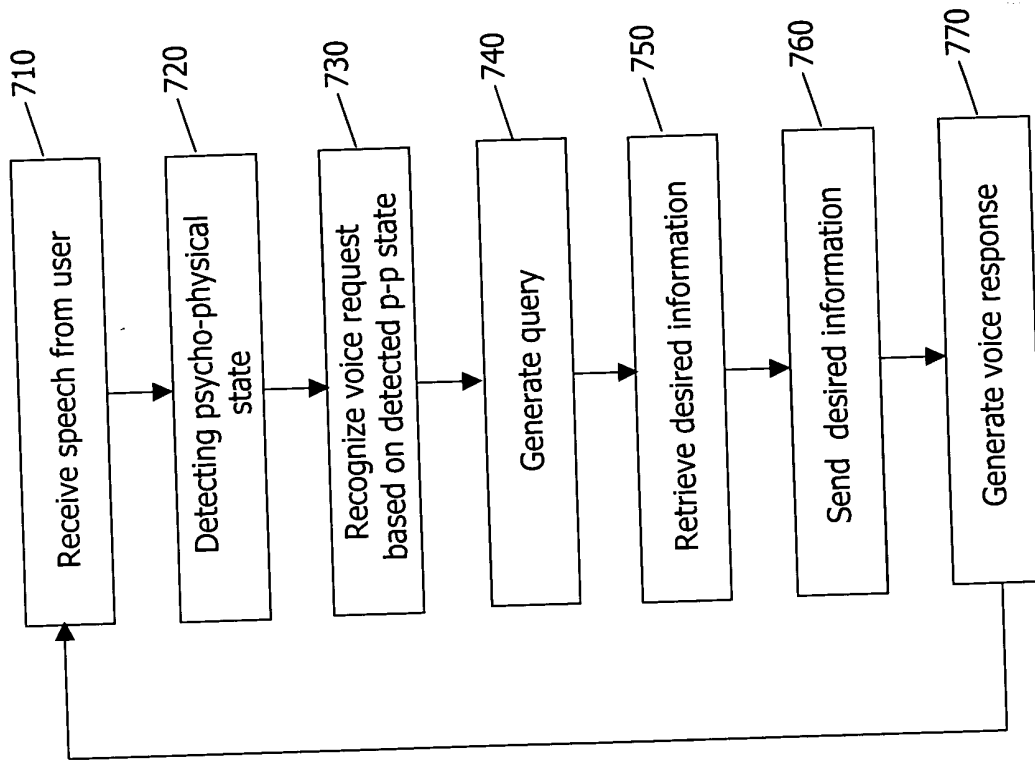 710
Receive speech from user
720
Detecting psycho-physical
state
730
Recognize voice request
based on detected p-p state
740
Generate query
750
Retrieve desired information
760
Send desired information
770
Generate voice response